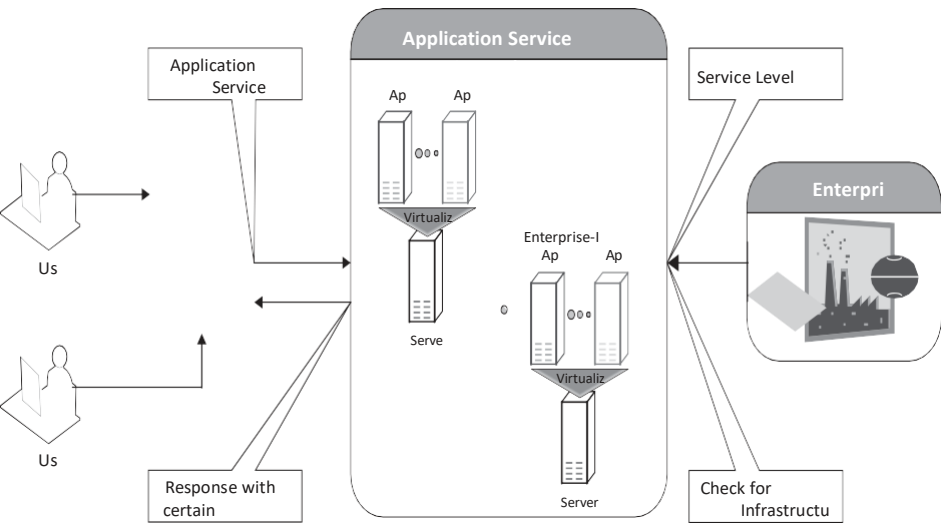 Application Service
Application
Service
Service Level
Ap Ap
Enterpri
Virtualiz
Enterprise-I
Ap Ap
Us
Serve
Virtualiz
Us
Response with
certain
Server
Check for
Infrastructu